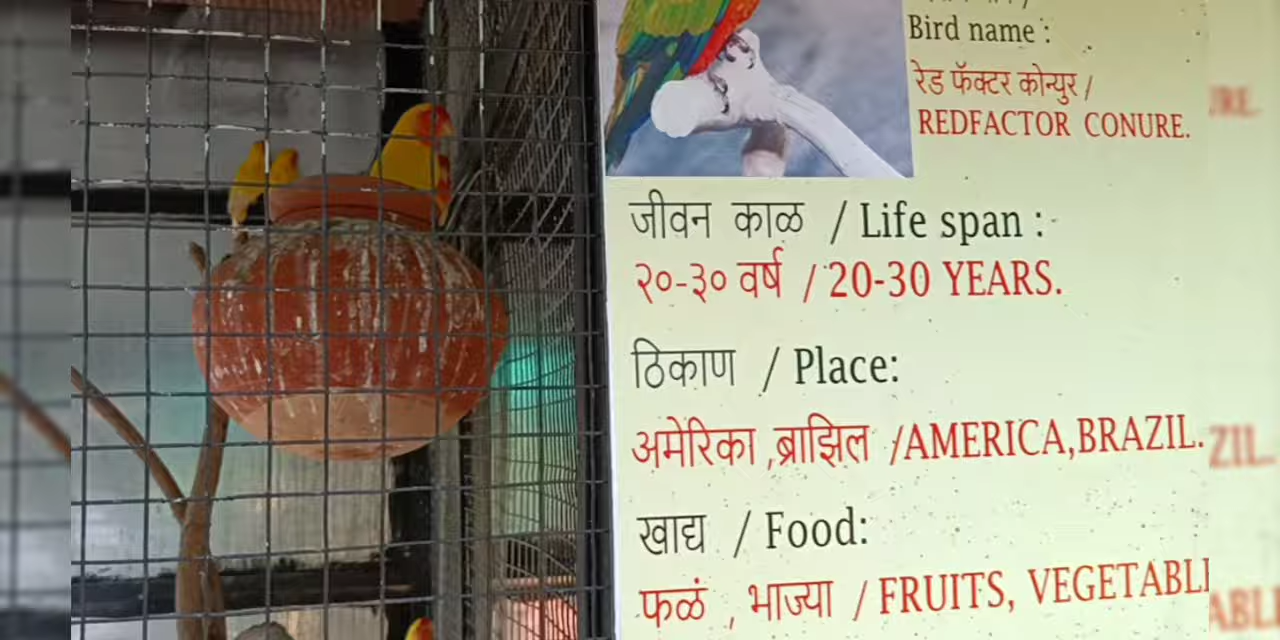 Bird name :
रेड फॅक्टर कोन्युर /
REDFACTOR CONURE.
जीवन काळ / Life span :-
२०-३० वर्ष / 20-30 YEARS.
ठिकाण / Place:
अमेरिका ,ब्राझिल /AMERICA,BRAZIL.
खाद्य / Food:
फळं , भाज्या / FRUITS,